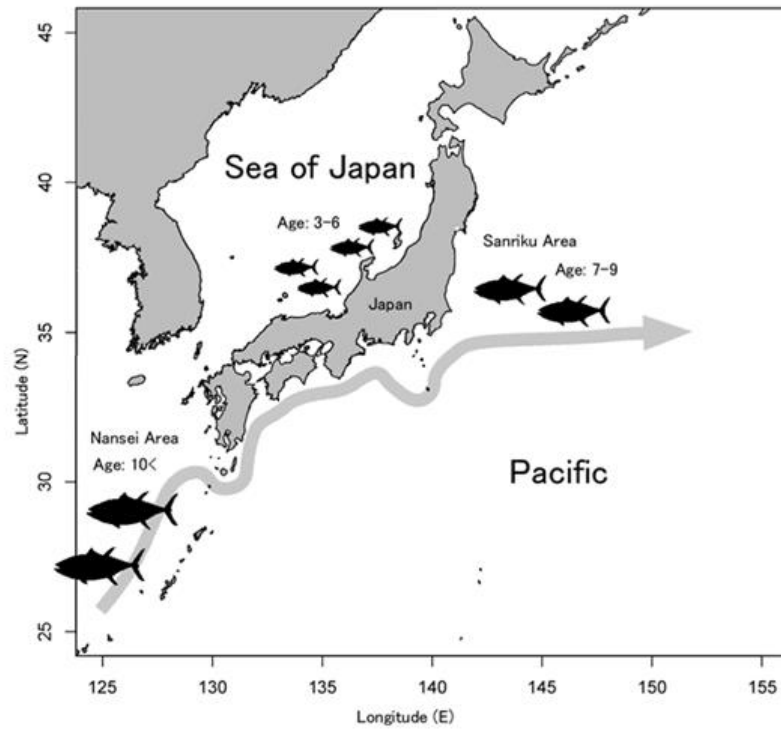 45
40
35
30
25
Latitude (N)
Sea of Japan
Age: 3-6
Sanriku Area
Age: 7-9
Japan
Nansei Area
Age: 10<
Pacific
125 130 135 140 145 150 155
Longitude (E)